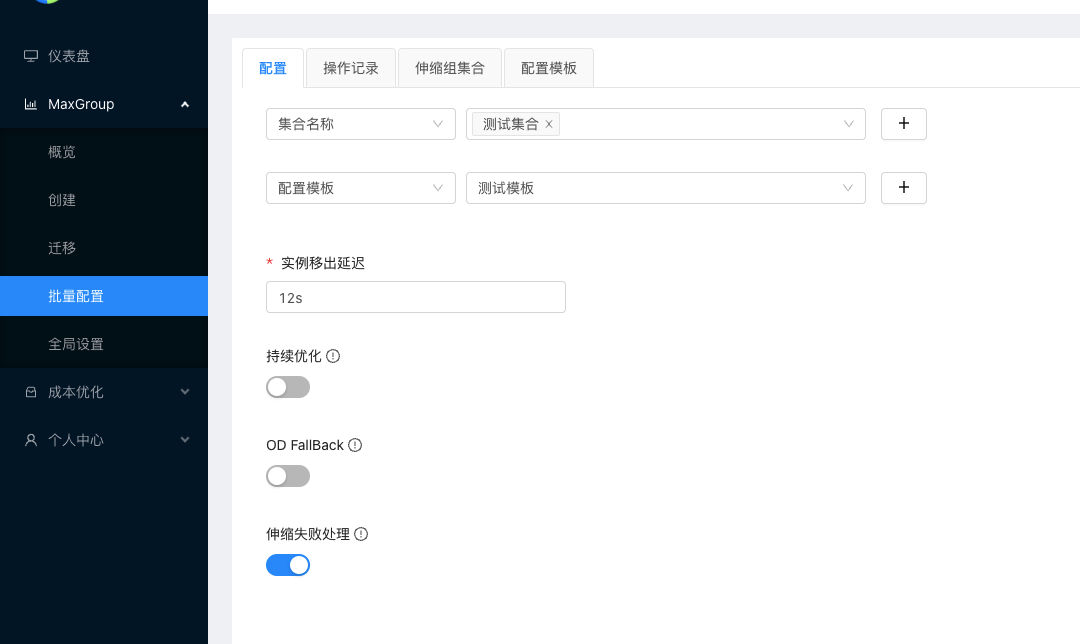 仪表盘
MaxGroup
概览
创建
迁移
批量配置
全局设置
成本优化
个人中心
配置 操作记录 伸缩组集合 配置模板
集合名称 测试集合 x +
配置模板 测试模板 +
* 实例移出延迟
12s
持续优化
OD FallBack
伸缩失败处理